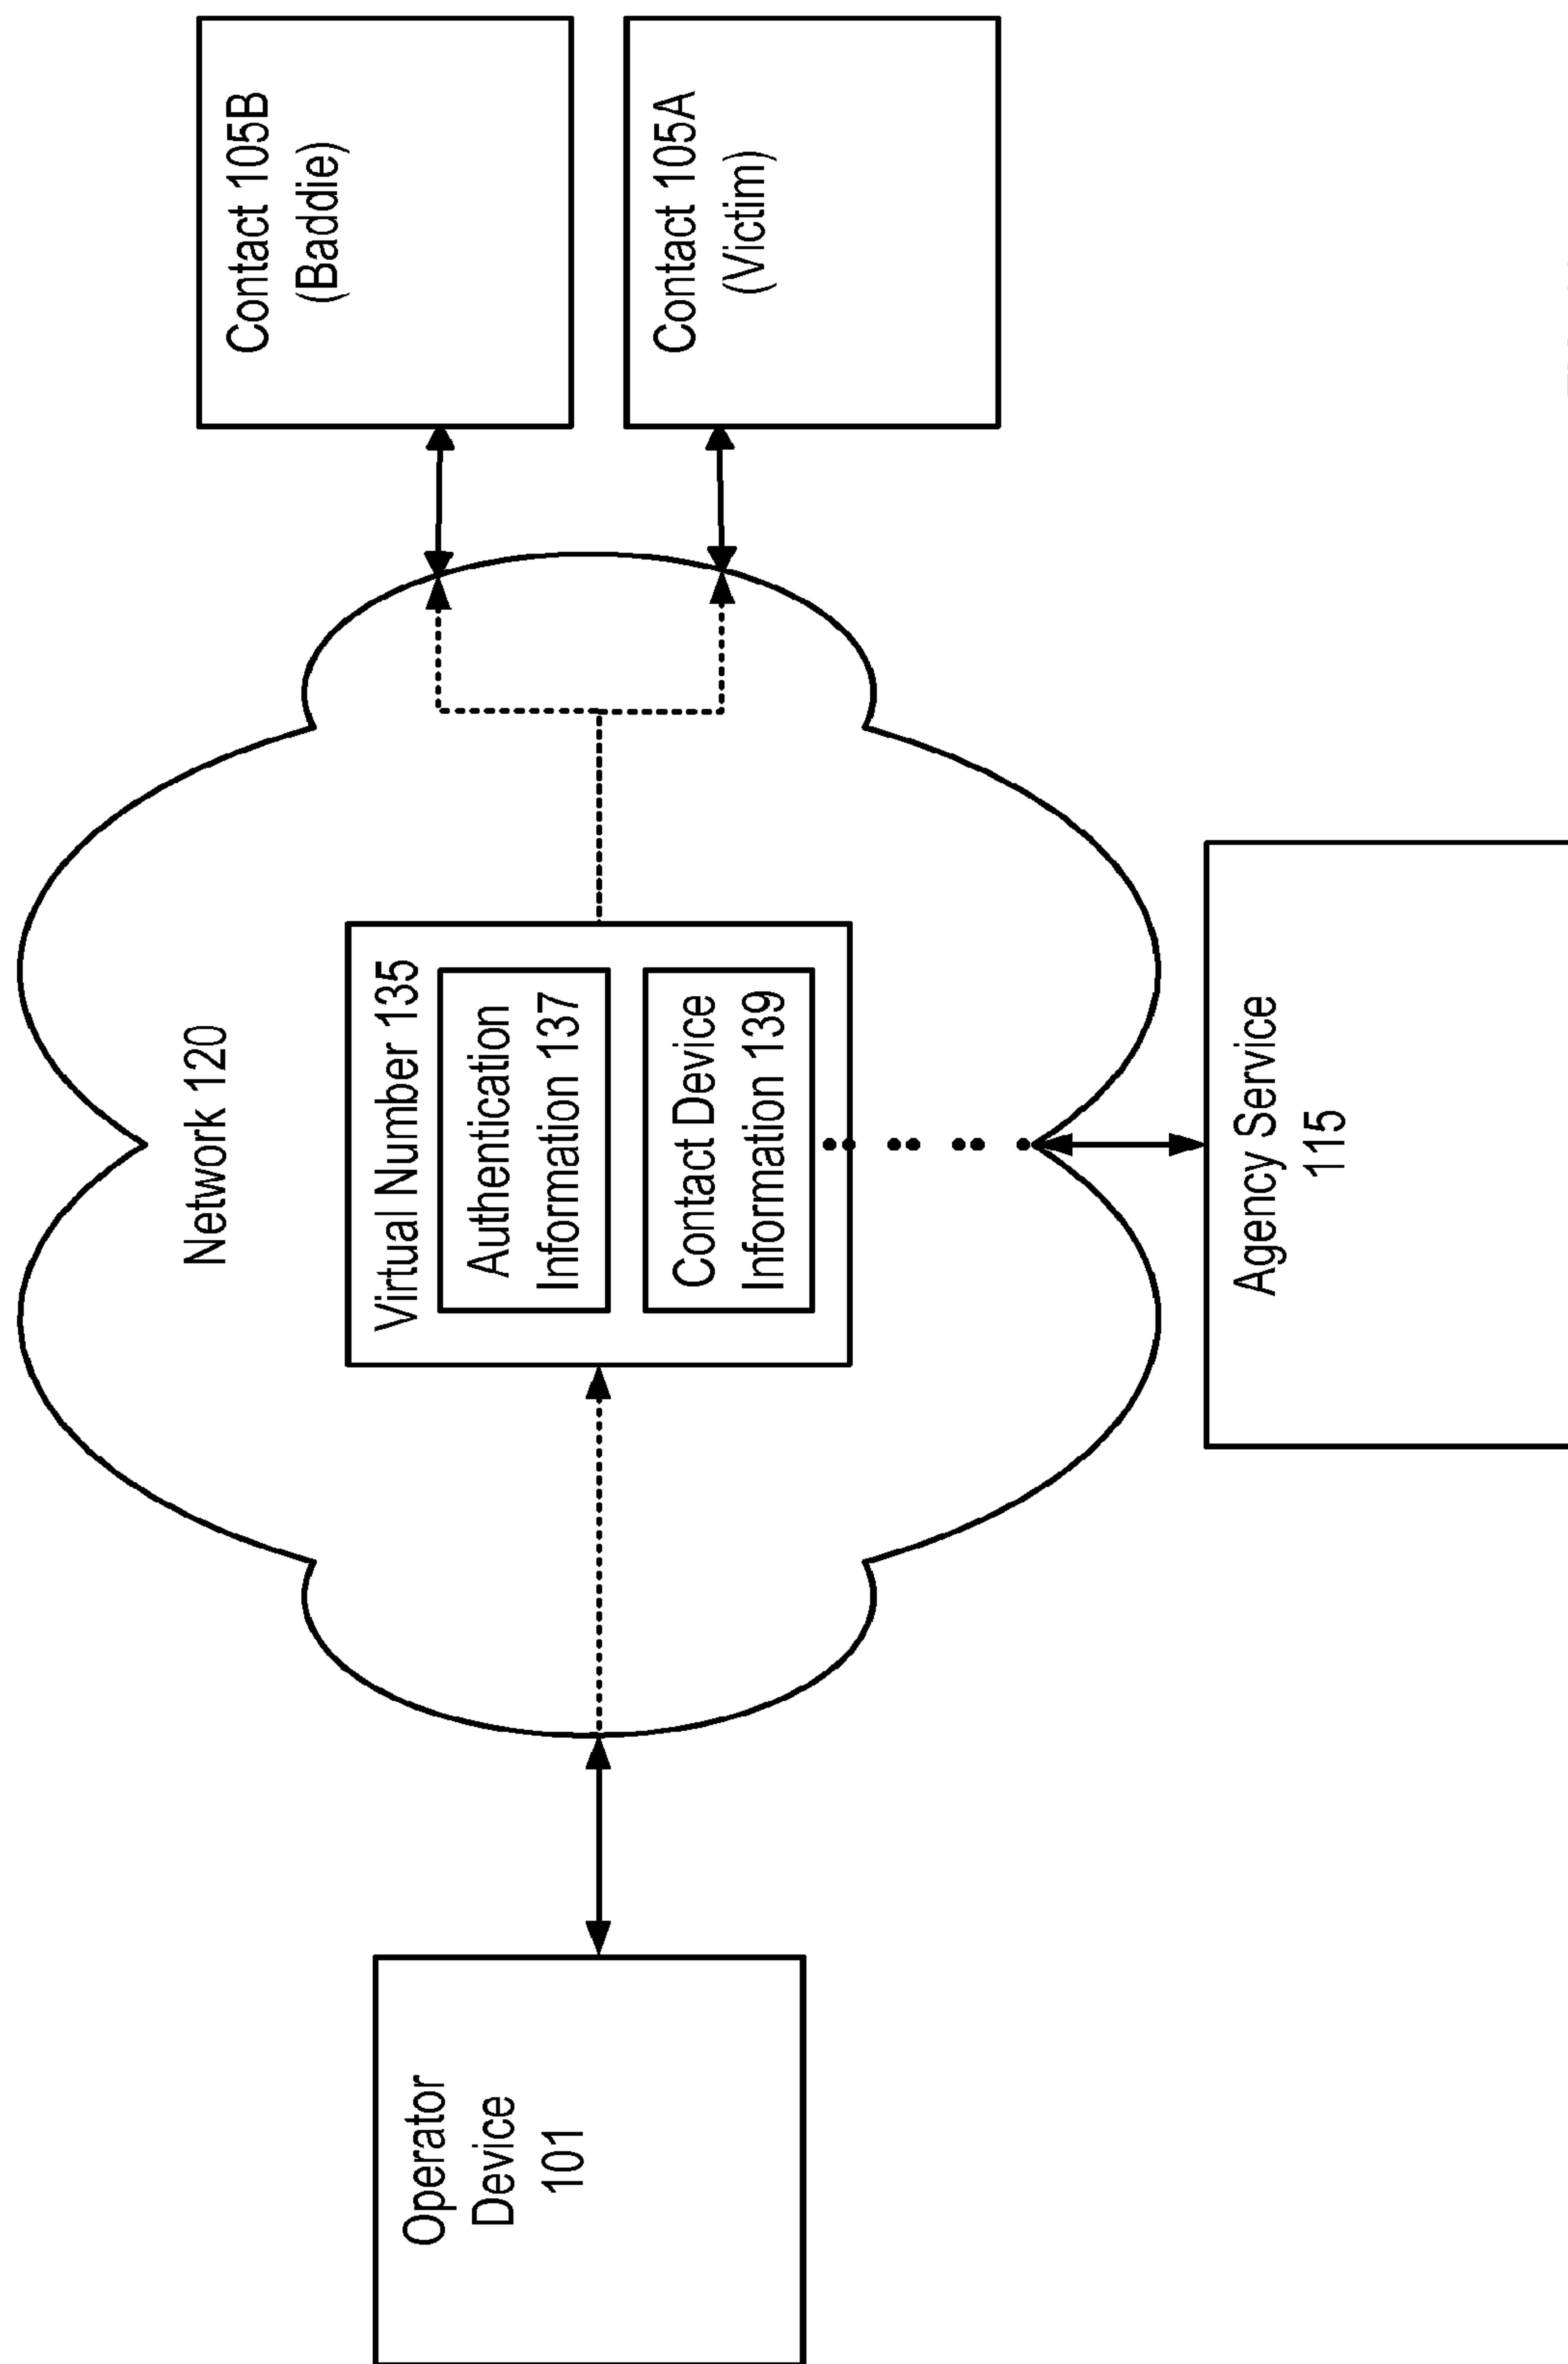 Contact 105B
(Baddie)
Contact 105A
(Victim)
Network 120
Virtual Number 135
Authentication
Information 137
Contact Device
Information 139
Agency Service
115
Operator
Device
101